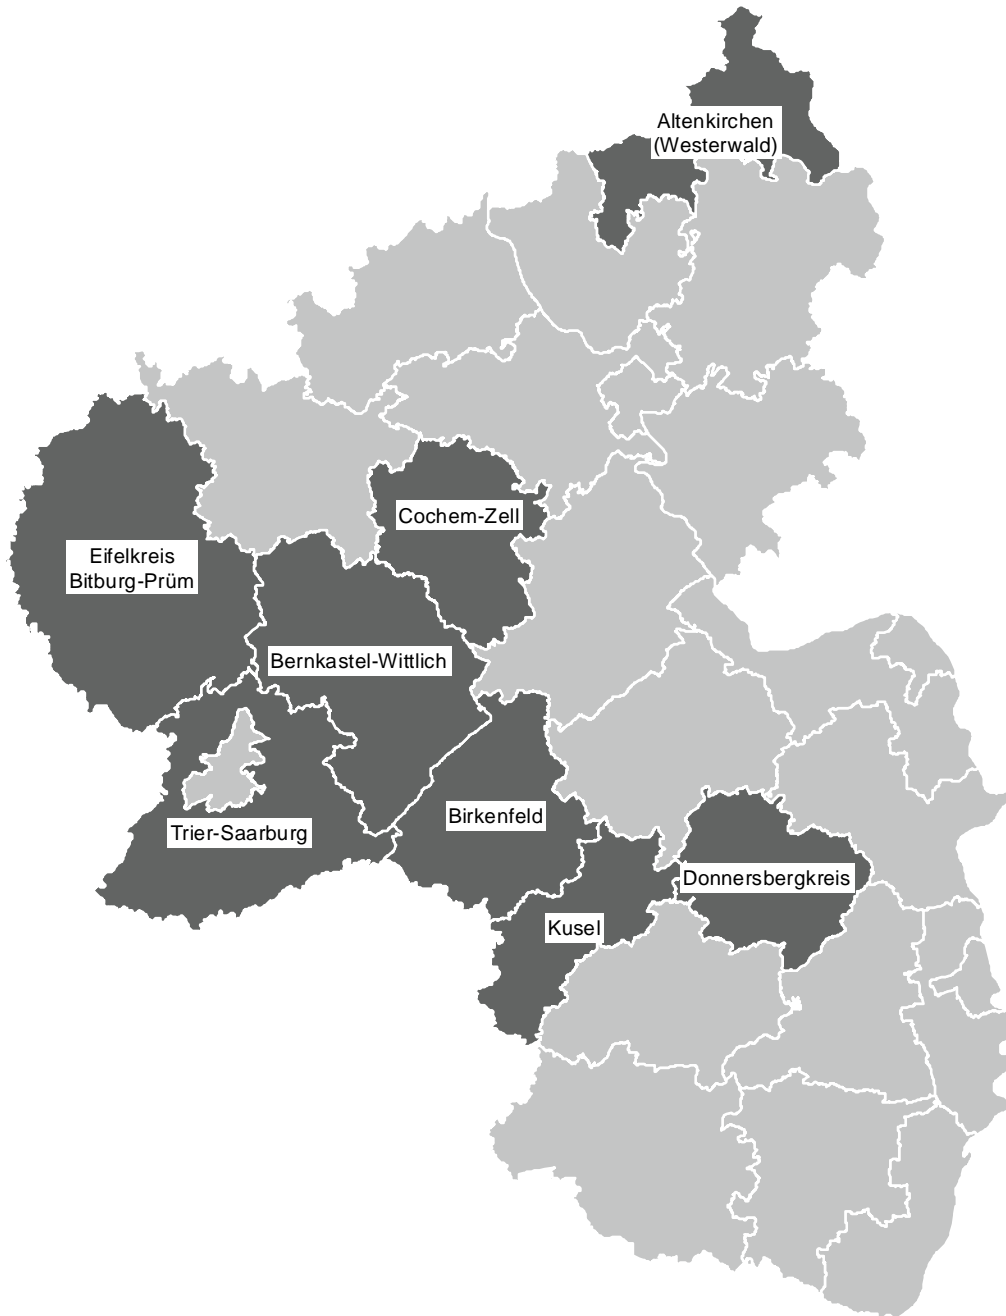 Altenkirchen
(Westerwald)
Cochem-Zell
Eifelkreis
Bitburg-Prüm
Bernkastel-Wittlich
Birkenfeld
Trier-Saarburg
Donnersbergkreis
Kusel